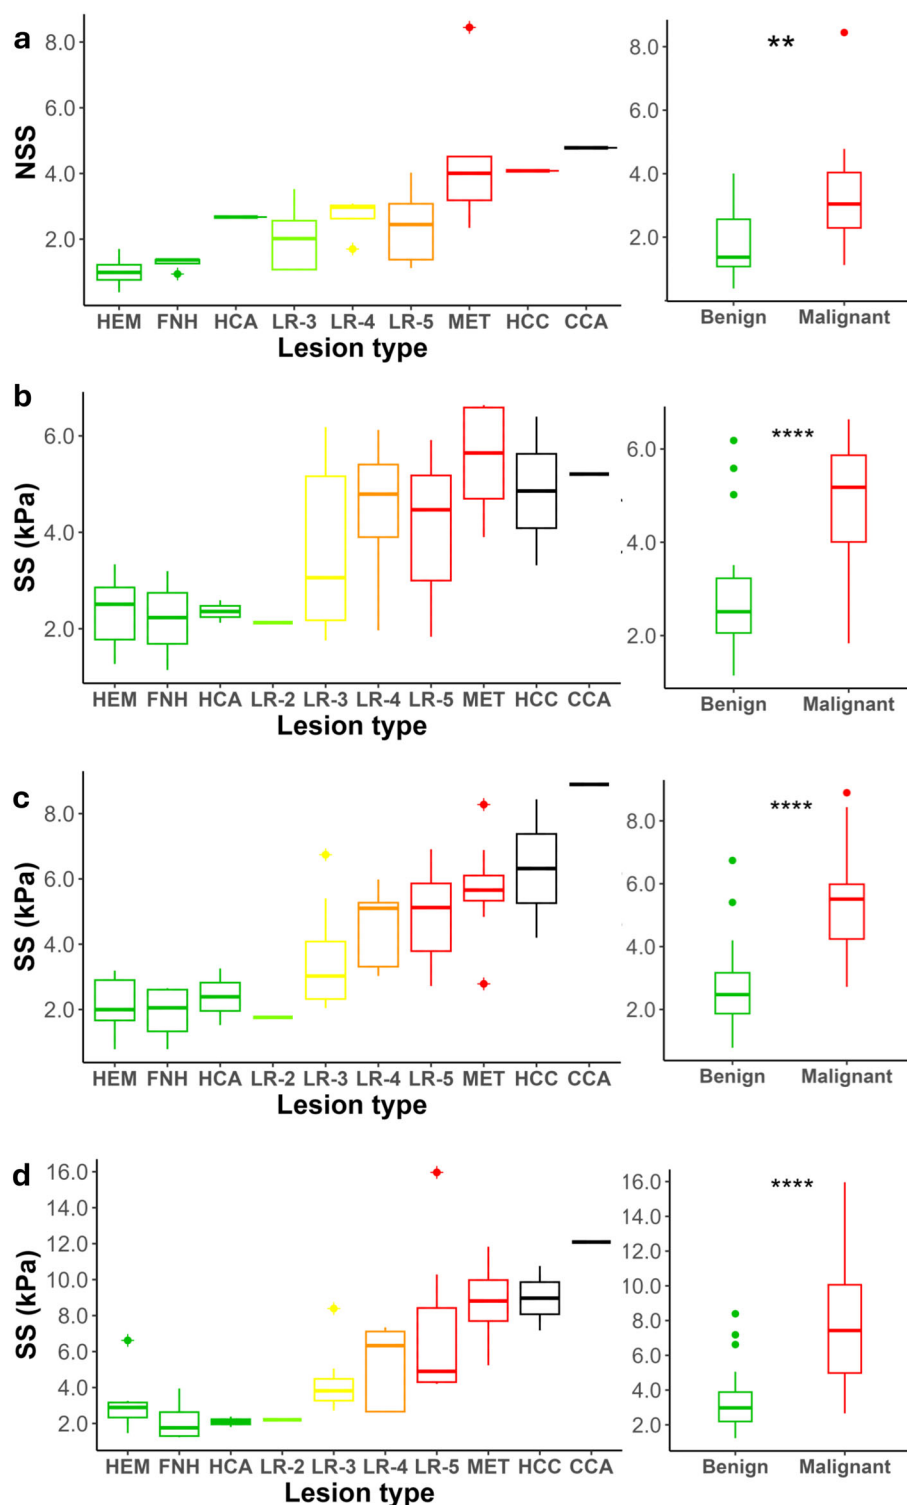 a
NSS
8.0
6.0
4.0
2.0
HEM FNH HCA LR-3 LR-4 LR-5 MET HCC CCA
Lesion type
**
8.0
6.0
4.0
2.0
Benign Malignant
b
SS (kPa)
6.0
4.0
2.0
HEM FNH HCA LR-2 LR-3 LR-4 LR-5 MET HCC CCA
Lesion type
****
6.0
4.0
2.0
Benign Malignant
c
SS (kPa)
8.0
6.0
4.0
2.0
HEM FNH HCA LR-2 LR-3 LR-4 LR-5 MET HCC CCA
Lesion type
****
8.0
6.0
4.0
2.0
Benign Malignant
d
SS (kPa)
16.0
14.0
12.0
10.0
8.0
6.0
4.0
2.0
HEM FNH HCA LR-2 LR-3 LR-4 LR-5 MET HCC CCA
Lesion type
****
16.0
14.0
12.0
10.0
8.0
6.0
4.0
2.0
Benign Malignant